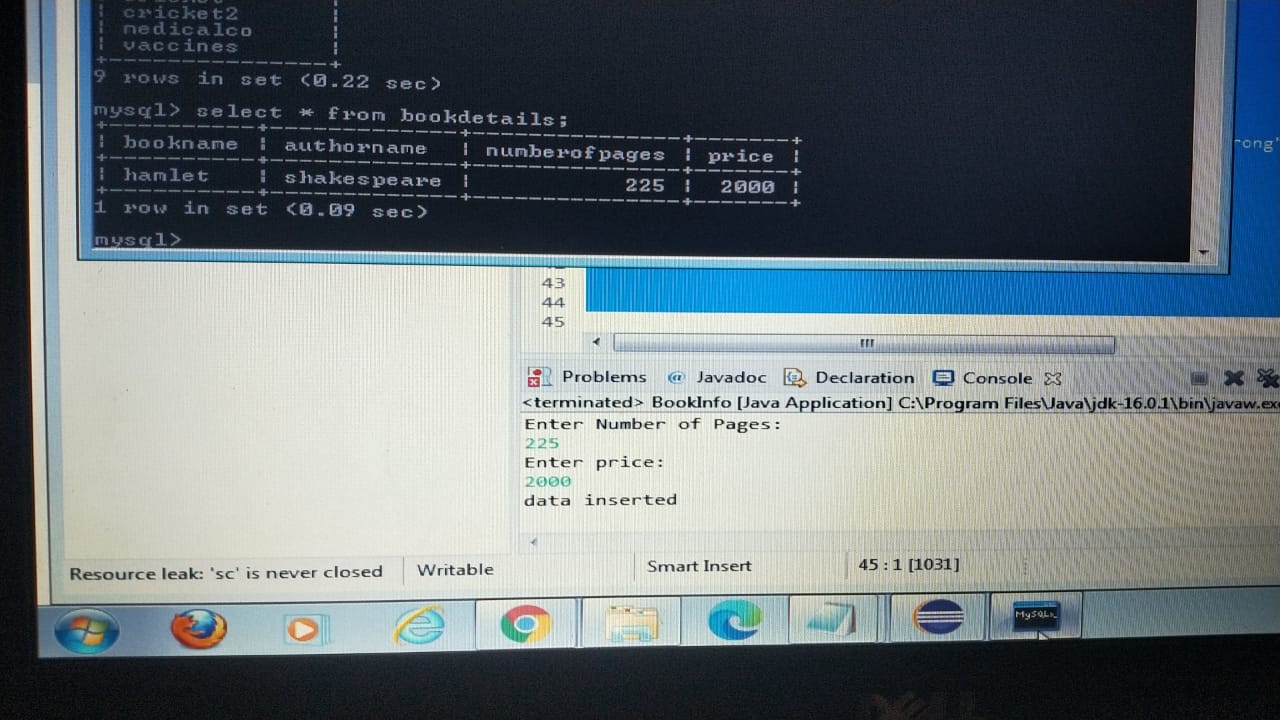 cricket2
medicalco
vaccines
9 rows in set (0.22 sec)
mysql> select * from bookdetails;
| bookname | authorname | numberofpages | price |
| hamlet | shakespeare | 225 | 2000 |
1 row in set (0.09 sec)
mysql>
rong"
43
44
45
Problems @ Javadoc Declaration Console
<terminated> BookInfo [Java Application] C:\Program Files\Java\jdk-16.0.1\bin\javaw.ex
Enter Number of Pages:
225
Enter price:
2000
data inserted
Resource leak: 'sc' is never closed Writable Smart Insert 45 : 1 [1031]
MySQL